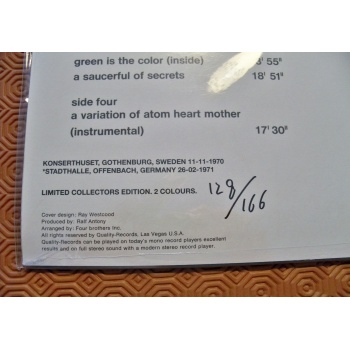 green is the color (inside) 3' 55"
a saucerful of secrets 18' 51"
side four
a variation of atom heart mother
(instrumental) 17' 30"
KONSERTHUSET, GOTHENBURG, SWEDEN 11-11-1970
*STADTHALLE, OFFENBACH, GERMANY 26-02-1971
LIMITED COLLECTORS EDITION. 2 COLOURS. 128/166
Cover design: Ray Westwood
Produced by: Ralf Antony
Arranged by: Four brothers Inc.
All rights reserved by Quality-Records, Las Vegas U.S.A.
Quality-Records can be played on today's mono record players excellent
results and on full stereo sound with a modern stereo record player.